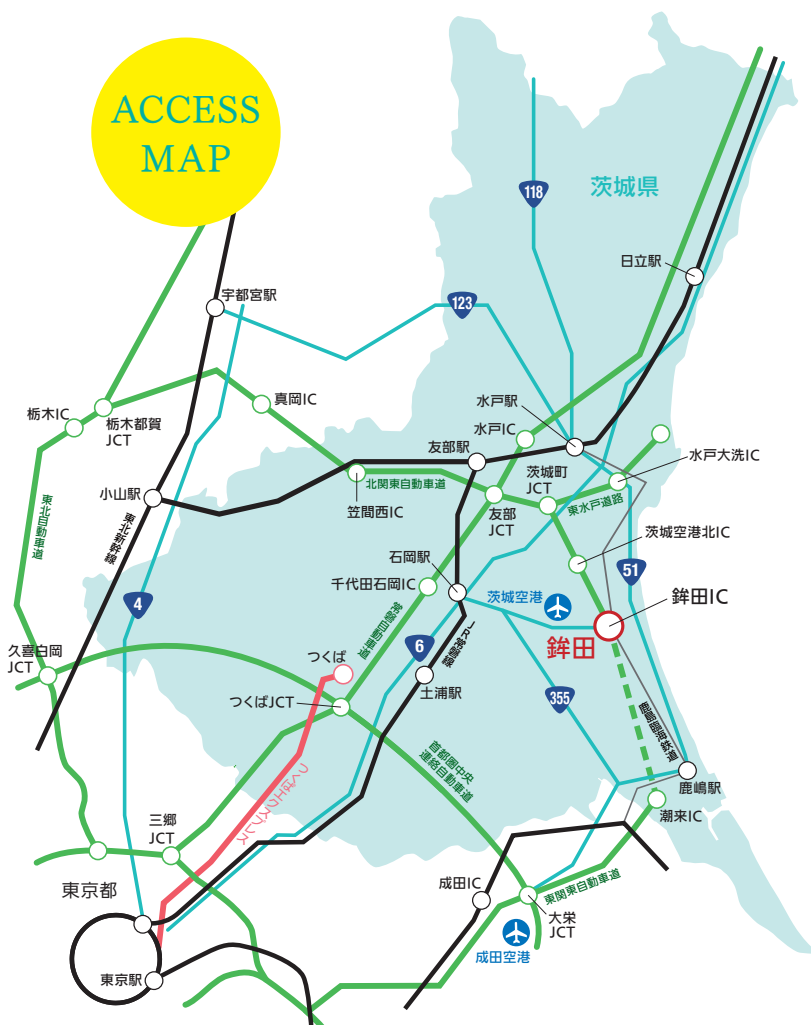 ACCESS
MAP
118
茨城県
日立駅
宇都宮駅
123
栃木IC
栃木都賀
JCT
真岡IC
水戸駅
水戸IC
友部駅
水戸大洗IC
茨城町
JCT
小山駅
北関東自動車道
笠間西IC
東水戸道路
友部
JCT
東北自動車道
東北新幹線
茨城空港北IC
石岡駅
千代田石岡IC
茨城空港
51
鉾田IC
4
鉾田
常磐自動車道
6
JR常磐線
久喜白岡
JCT
つくば
土浦駅
つくばJCT
355
鹿島臨海鉄道
首都圏中央
連絡自動車道
つくばエクスプレス
鹿嶋駅
潮来IC
三郷
JCT
東京都
成田IC
東関東自動車道
大栄
JCT
成田空港
東京駅